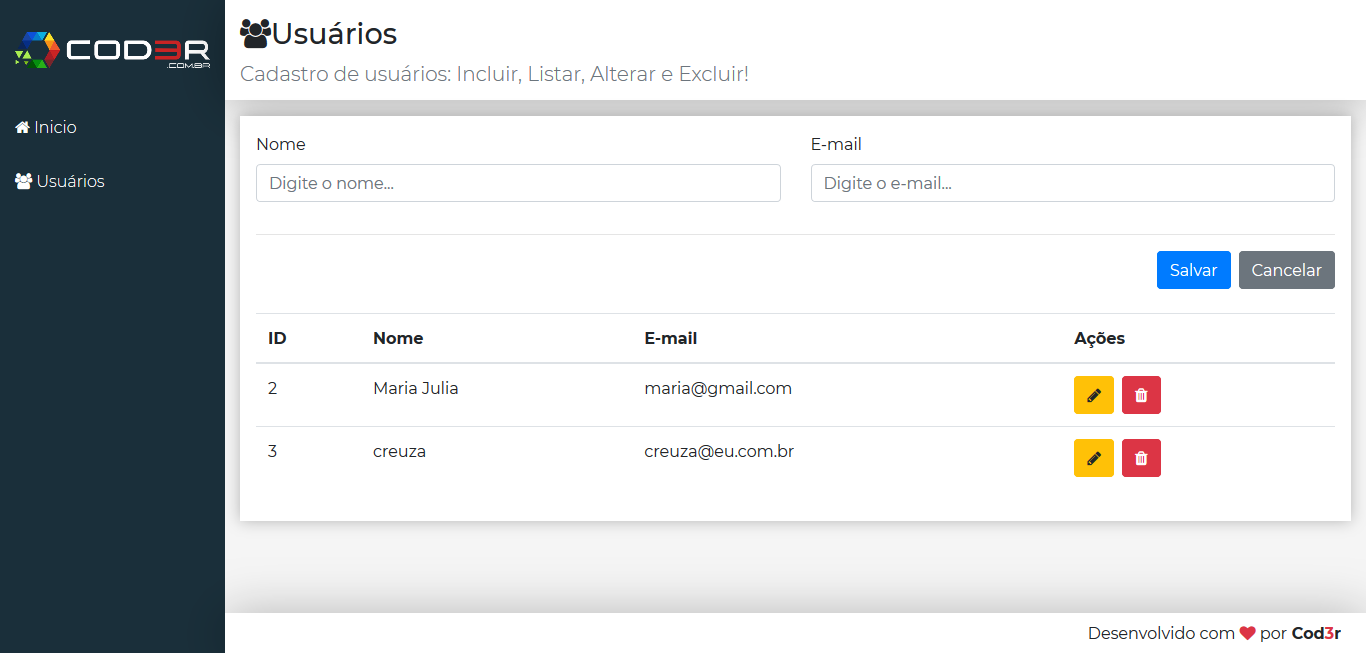 COD3R
.COM.BR
Inicio
Usuários
Usuários
Cadastro de usuários: Incluir, Listar, Alterar e Excluir!
Nome E-mail
Digite o nome... Digite o e-mail...
Salvar Cancelar
ID Nome E-mail Ações
2 Maria Julia maria@gmail.com
3 creuza creuza@eu.com.br
Desenvolvido com por Cod3r